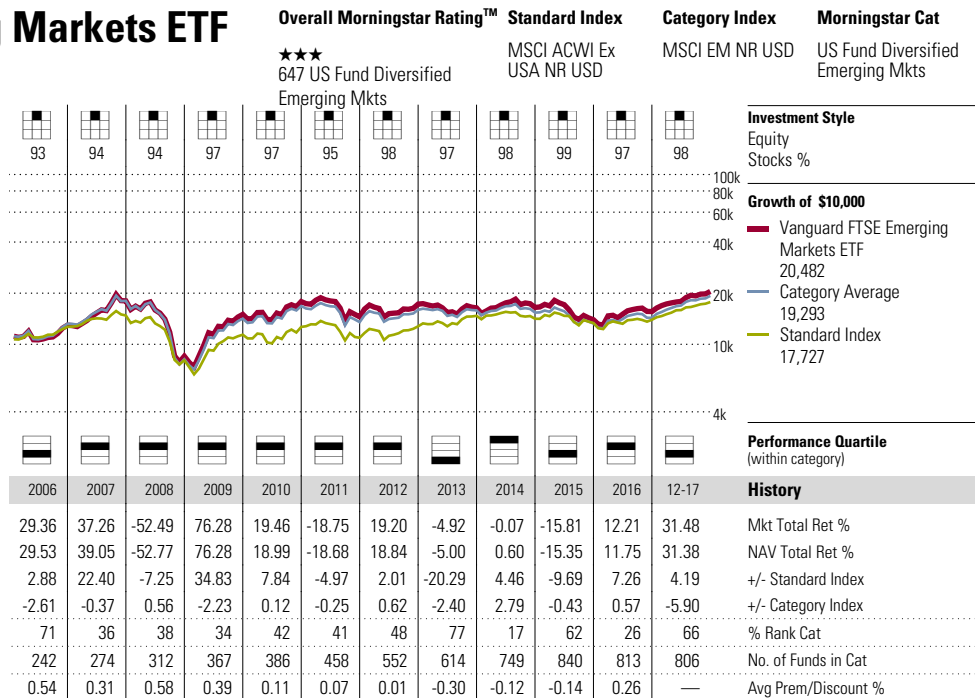 Markets ETF
Overall Morningstar Rating™ Standard Index Category Index Morningstar Cat
★★★ MSCI ACWI Ex MSCI EM NR USD US Fund Diversified
647 US Fund Diversified USA NR USD Emerging Mkts
Emerging Mkts
93 94 94 97 97 95 98 97 98 99 97 98
Investment Style
Equity
Stocks %
100k
80k
60k
40k
20k
10k
4k
Growth of $10,000
Vanguard FTSE Emerging
Markets ETF
20,482
Category Average
19,293
Standard Index
17,727
Performance Quartile
(within category)
2006 2007 2008 2009 2010 2011 2012 2013 2014 2015 2016 12-17 History
29.36 37.26 -52.49 76.28 19.46 -18.75 19.20 -4.92 -0.07 -15.81 12.21 31.48 Mkt Total Ret %
29.53 39.05 -52.77 76.28 18.99 -18.68 18.84 -5.00 0.60 -15.35 11.75 31.38 NAV Total Ret %
2.88 22.40 -7.25 34.83 7.84 -4.97 2.01 -20.29 4.46 -9.69 7.26 4.19 +/- Standard Index
-2.61 -0.37 0.56 -2.23 0.12 -0.25 0.62 -2.40 2.79 -0.43 0.57 -5.90 +/- Category Index
71 36 38 34 42 41 48 77 17 62 26 66 % Rank Cat
242 274 312 367 386 458 552 614 749 840 813 806 No. of Funds in Cat
0.54 0.31 0.58 0.39 0.11 0.07 0.01 -0.30 -0.12 -0.14 0.26 — Avg Prem/Discount %